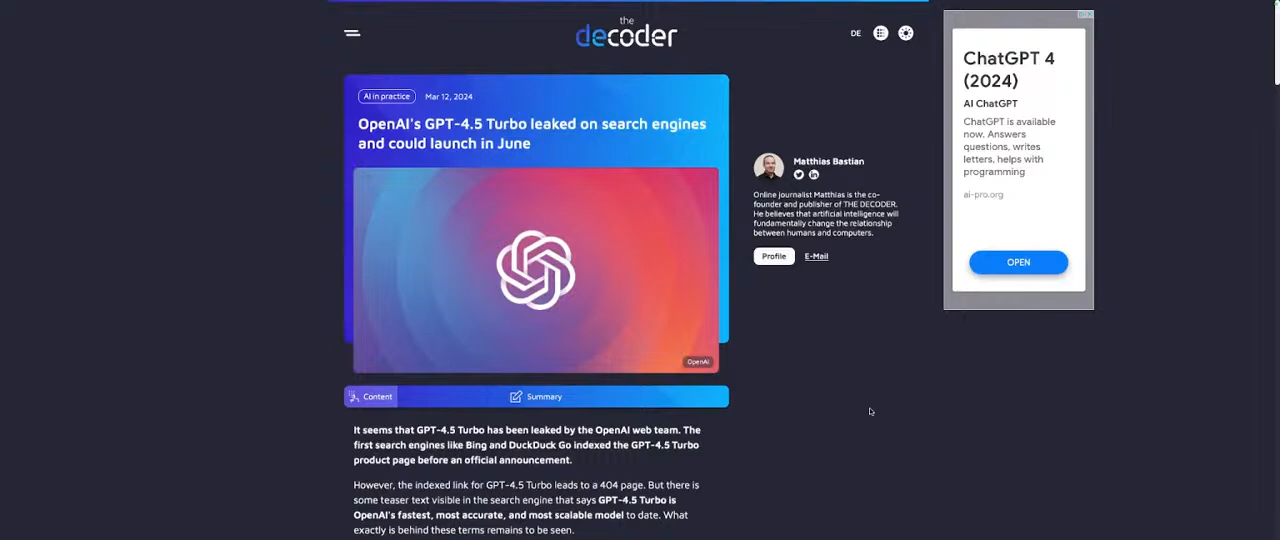 the
decoder
DE
AI in practice
Mar 12, 2024
OpenAI's GPT-4.5 Turbo leaked on search engines
and could launch in June
OpenAI
Content
Summary
It seems that GPT-4.5 Turbo has been leaked by the OpenAI web team. The
first search engines like Bing and DuckDuck Go indexed the GPT-4.5 Turbo
product page before an official announcement.
However, the indexed link for GPT-4.5 Turbo leads to a 404 page. But there is
some teaser text visible in the search engine that says GPT-4.5 Turbo is
OpenAI's fastest, most accurate, and most scalable model to date. What
exactly is behind these terms remains to be seen.
Matthias Bastian
Online journalist Matthias is the co-
founder and publisher of THE DECODER.
He believes that artificial intelligence will
fundamentally change the relationship
between humans and computers.
Profile
E-Mail
ChatGPT 4
(2024)
AI ChatGPT
ChatGPT is available
now. Answers
questions, writes
letters, helps with
programming
ai-pro.org
OPEN